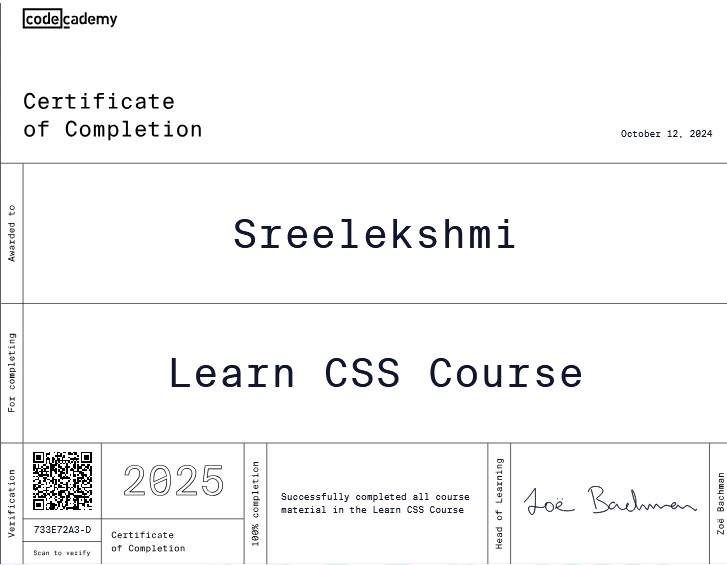 codecademy
Certificate
of Completion
October 12, 2024
Awarded to
Sreelekshmi
For completing
Learn CSS Course
Verification
733E72A3-D
Scan to verify
2025
Certificate
of Completion
100% completion
Successfully completed all course
material in the Learn CSS Course
Head of Learning
Zoë Bachman
Zoë Bachman